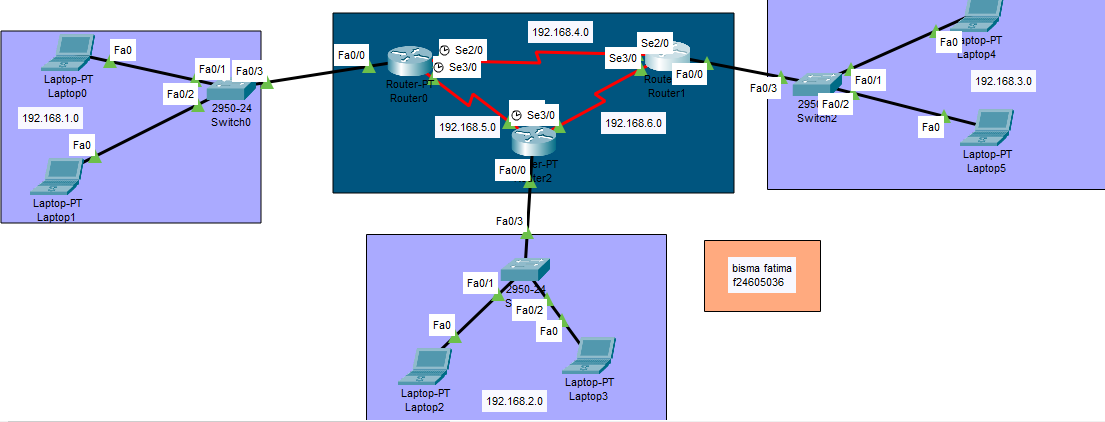 Fa0
Laptop-PT
Laptop0
Fa0/1
Fa0/3
Fa0/2
2950-24
Switch0
192.168.1.0
Fa0
Laptop-PT
Laptop1
Fa0/0
Se2/0
Se3/0
Router-PT
Router0
192.168.4.0
Se2/0
Se3/0
Fa0/0
Router1
192.168.5.0
Se3/0
192.168.6.0
Fa0/0
Fa0/3
Fa0
Laptop4
192.168.3.0
Fa0/3
Fa0/1
Fa0/2
Switch2
Fa0
Laptop-PT
Laptop5
Fa0/3
Fa0/1
2950-24
Fa0/2
Fa0
Fa0
Laptop-PT
Laptop2
Laptop-PT
Laptop3
192.168.2.0
bisma fatima
f24605036